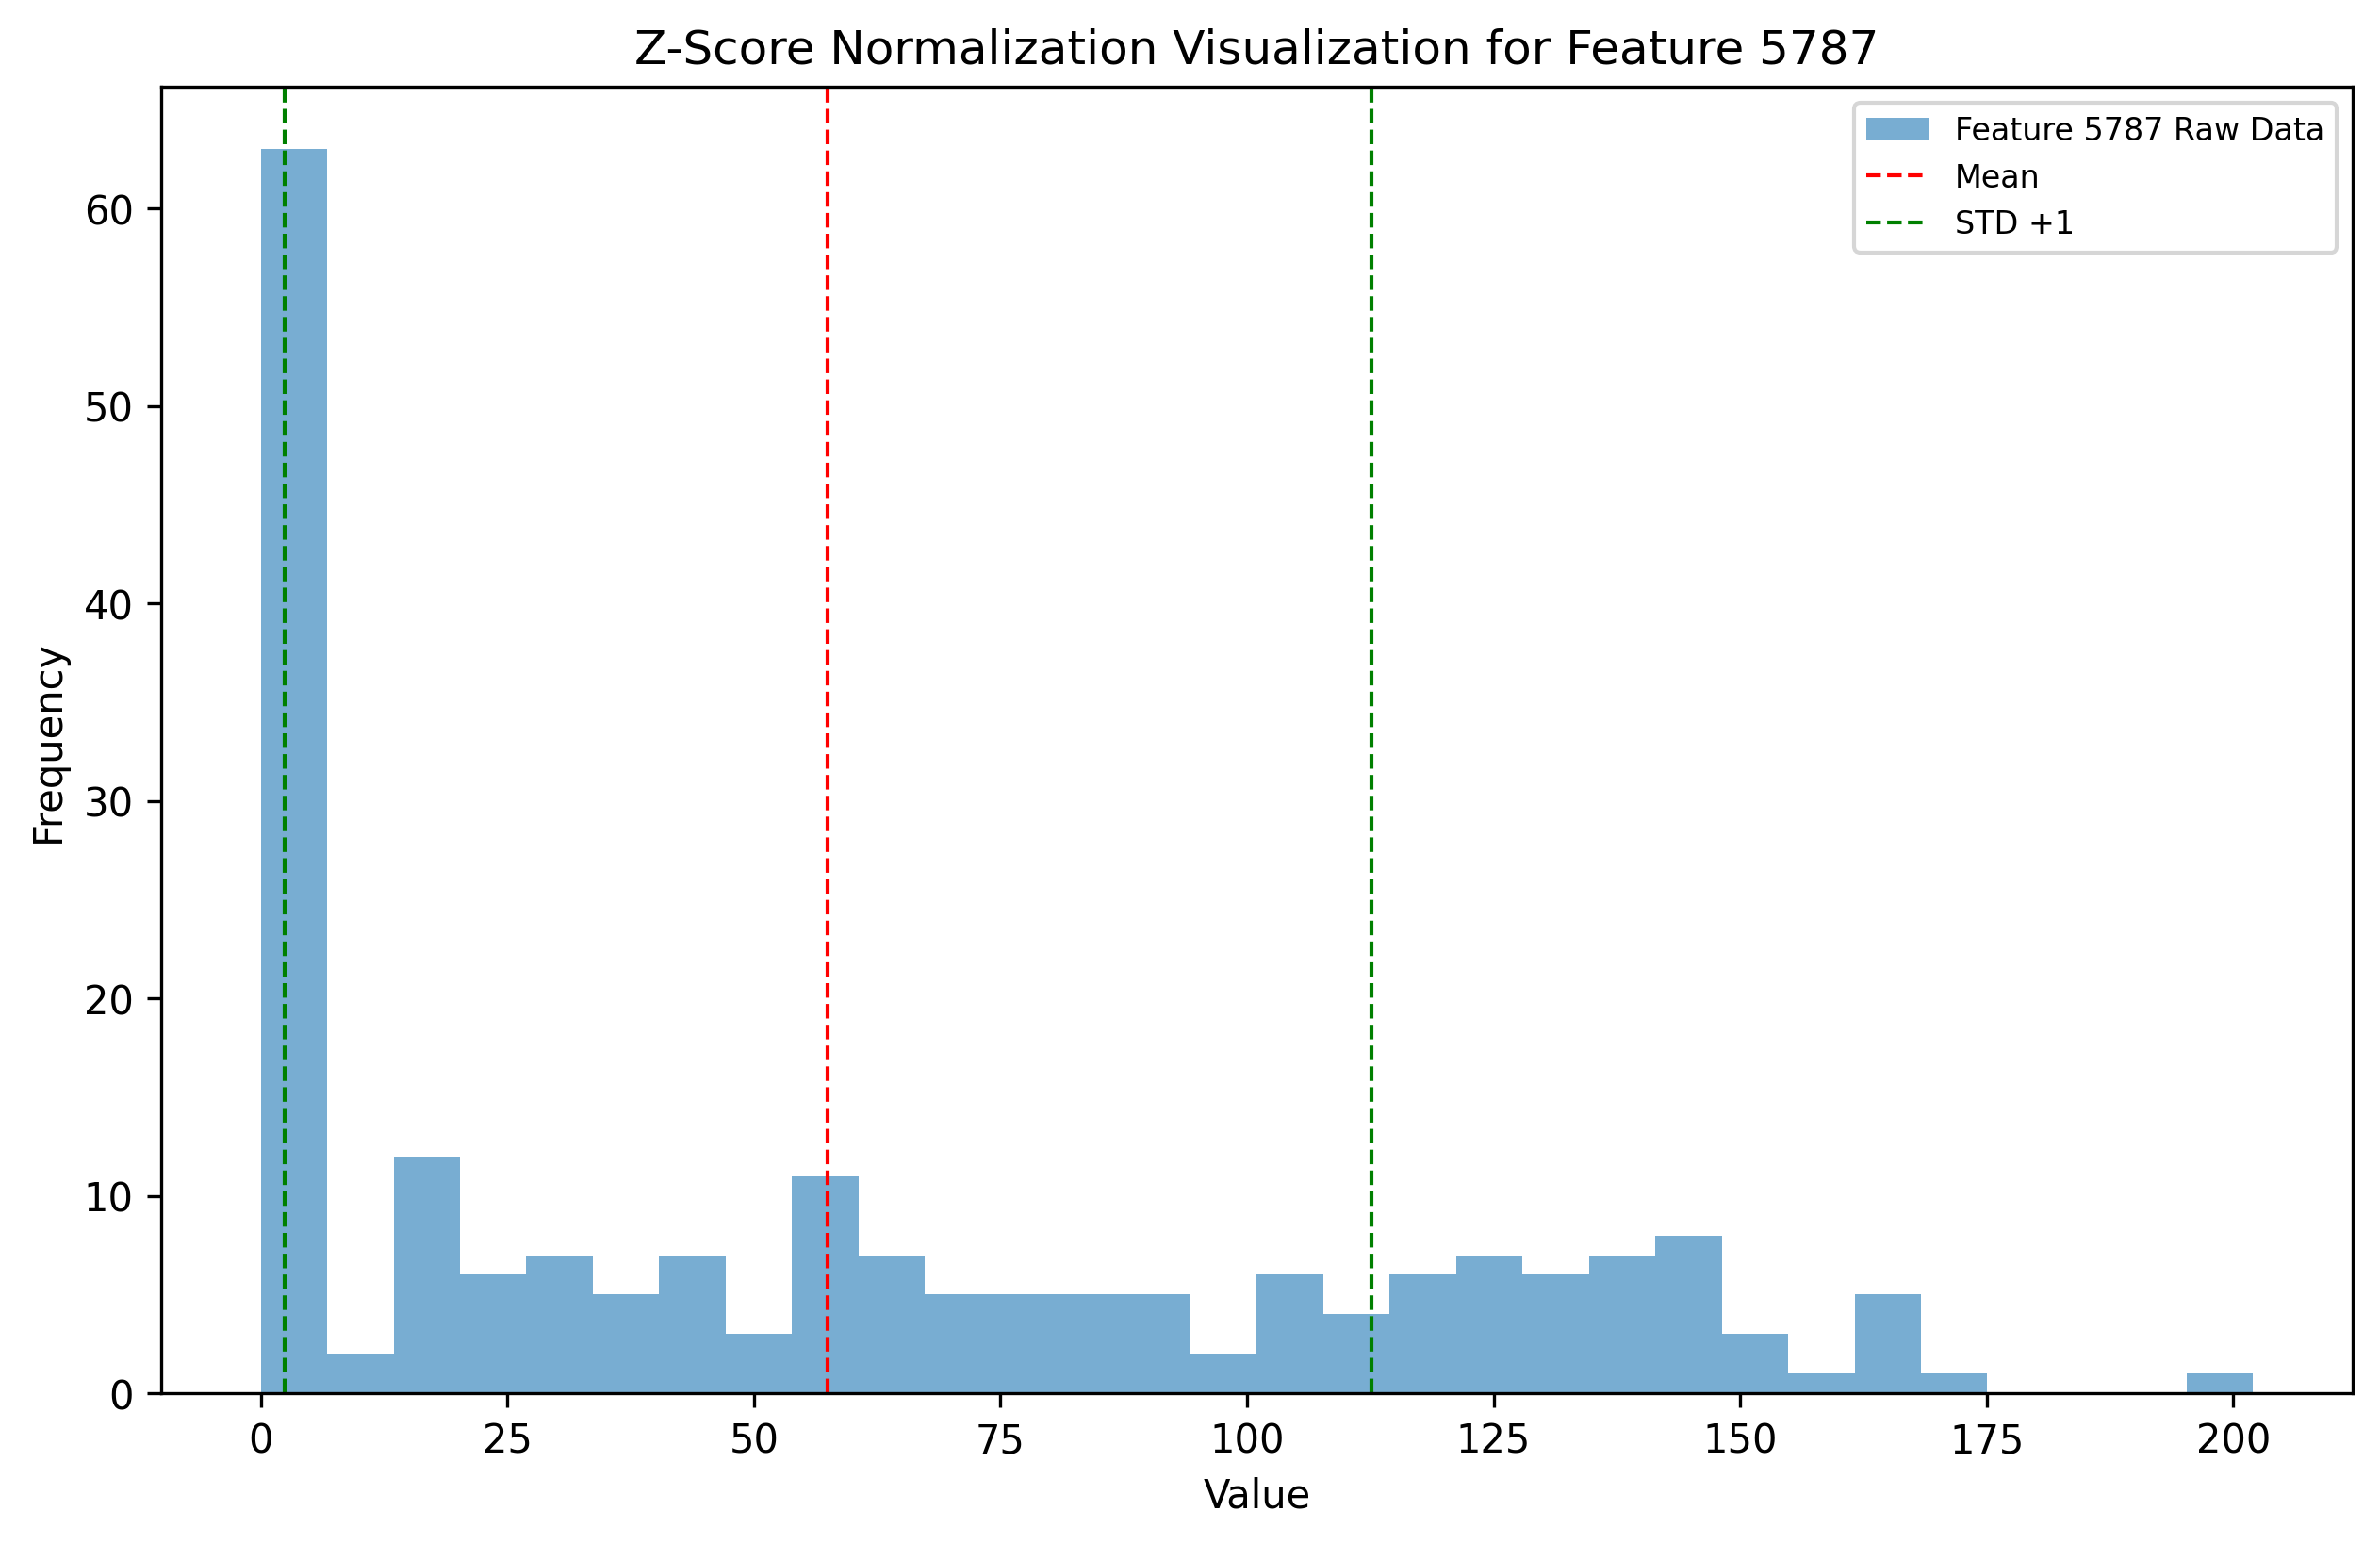 Z-Score Normalization Visualization for Feature 5787
Feature 5787 Raw Data
Mean
STD +1
60
50
40
30
20
10
0
Frequency
0 25 50 75 100 125 150 175 200
Value